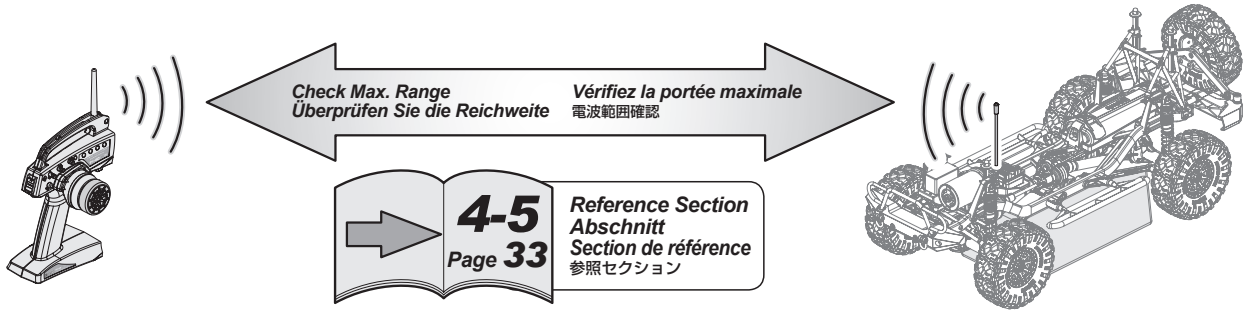 Check Max. Range
Überprüfen Sie die Reichweite
Vérifiez la portée maximale
電波範囲確認
4-5
Page 33
Reference Section
Abschnitt
Section de référence
参照セクション